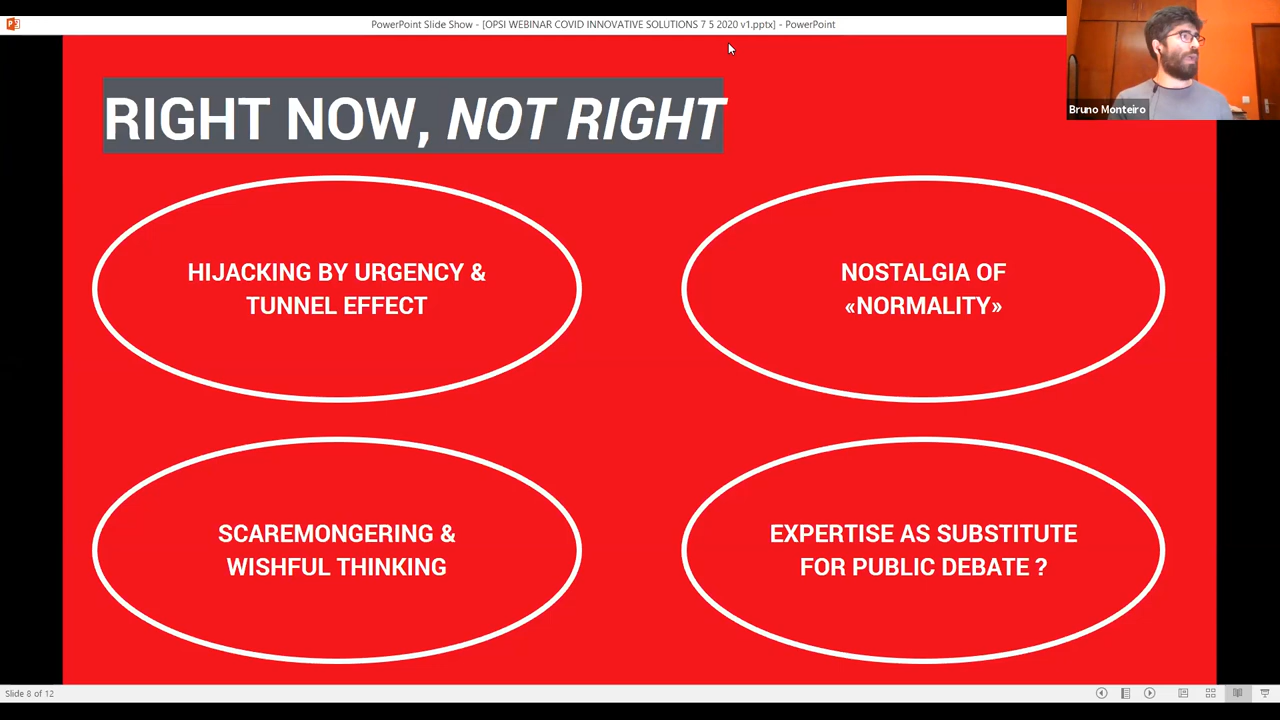 PowerPoint Slide Show - [OPSI WEBINAR COVID INNOVATIVE SOLUTIONS 7 5 2020 v1.pptx] - PowerPoint
Bruno Monteiro
RIGHT NOW, NOT RIGHT
HIJACKING BY URGENCY &
TUNNEL EFFECT
NOSTALGIA OF
«NORMALITY»
SCAREMONGERING &
WISHFUL THINKING
EXPERTISE AS SUBSTITUTE
FOR PUBLIC DEBATE ?
Slide 8 of 12